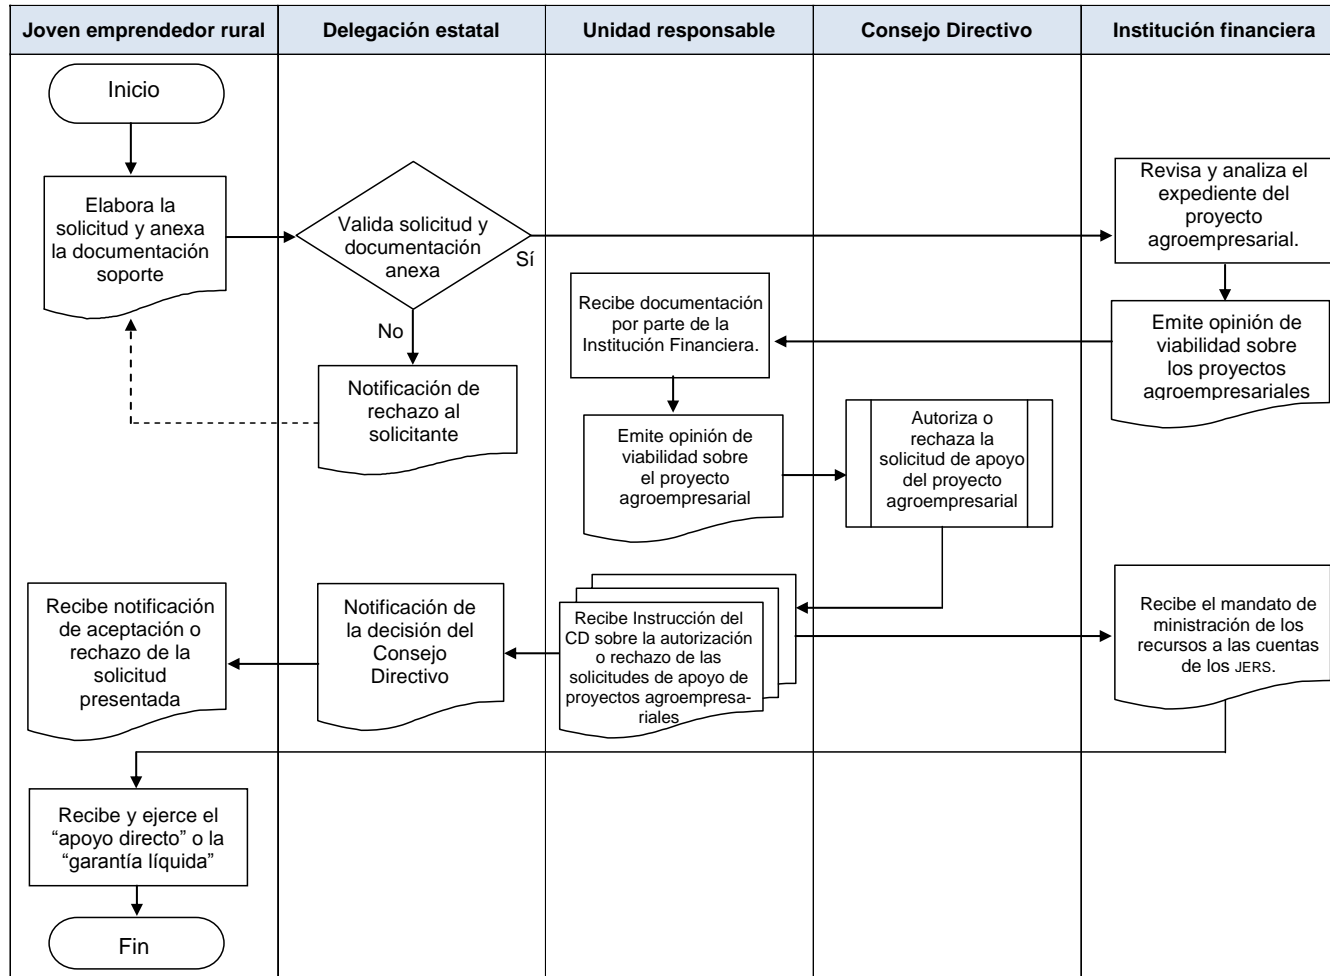 Joven emprendedor rural
Delegación estatal
Unidad responsable
Consejo Directivo
Institución financiera
Inicio
Elabora la
solicitud y anexa
la documentación
soporte
Valida solicitud y
documentación
anexa
Sí
No
Revisa y analiza el
expediente del
proyecto
agroempresarial.
Recibe documentación
por parte de la
Institución Financiera.
Emite opinión de
viabilidad sobre
los proyectos
agroempresariales
Notificación de
rechazo al
solicitante
Emite opinión de
viabilidad sobre
el proyecto
agroempresarial
Autoriza o
rechaza la
solicitud de apoyo
del proyecto
agroempresarial
Recibe notificación
de aceptación o
rechazo de la
solicitud
presentada
Notificación de
la decisión del
Consejo
Directivo
Recibe Instrucción del
CD sobre la autorización
o rechazo de las
solicitudes de apoyo de
proyectos agroempresa-
riales
Recibe el mandato de
ministración de los
recursos a las cuentas
de los JERS.
Recibe y ejerce el
“apoyo directo” o la
“garantía líquida”
Fin